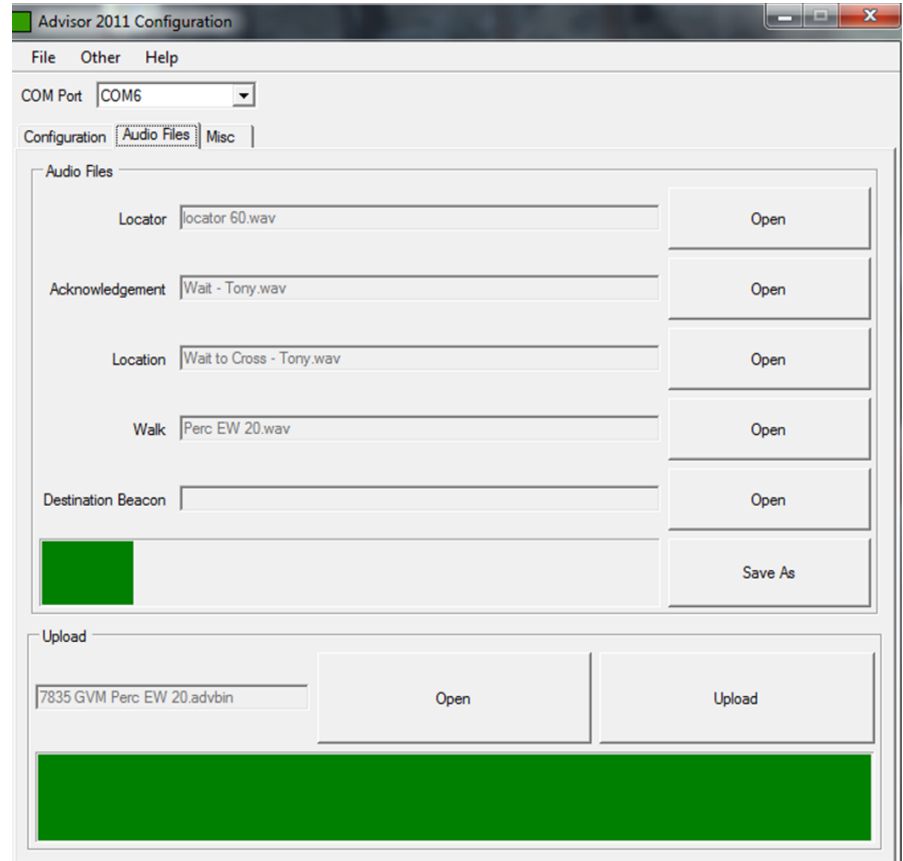 Advisor 2011 Configuration
File Other Help
COM Port COM6
Configuration Audio Files Misc
Audio Files
Locator locator 60.wav Open
Acknowledgement Wait - Tony.wav Open
Location Wait to Cross - Tony.wav Open
Walk Perc EW 20.wav Open
Destination Beacon Open
Save As
Upload
7835 GVM Perc EW 20.advbin Open Upload